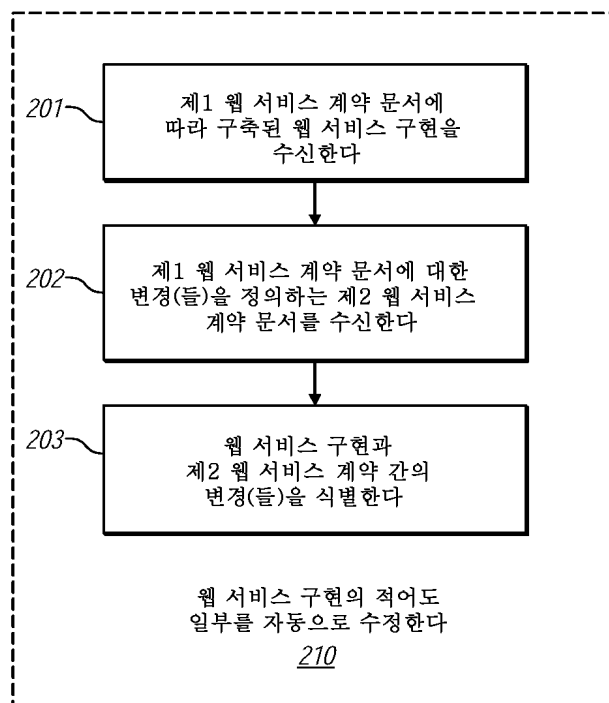 201
제1 웹 서비스 계약 문서에
따라 구축된 웹 서비스 구현을
수신한다
202
제1 웹 서비스 계약 문서에 대한
변경(들)을 정의하는 제2 웹 서비스
계약 문서를 수신한다
203
웹 서비스 구현과
제2 웹 서비스 계약 간의
변경(들)을 식별한다
웹 서비스 구현의 적어도
일부를 자동으로 수정한다
210